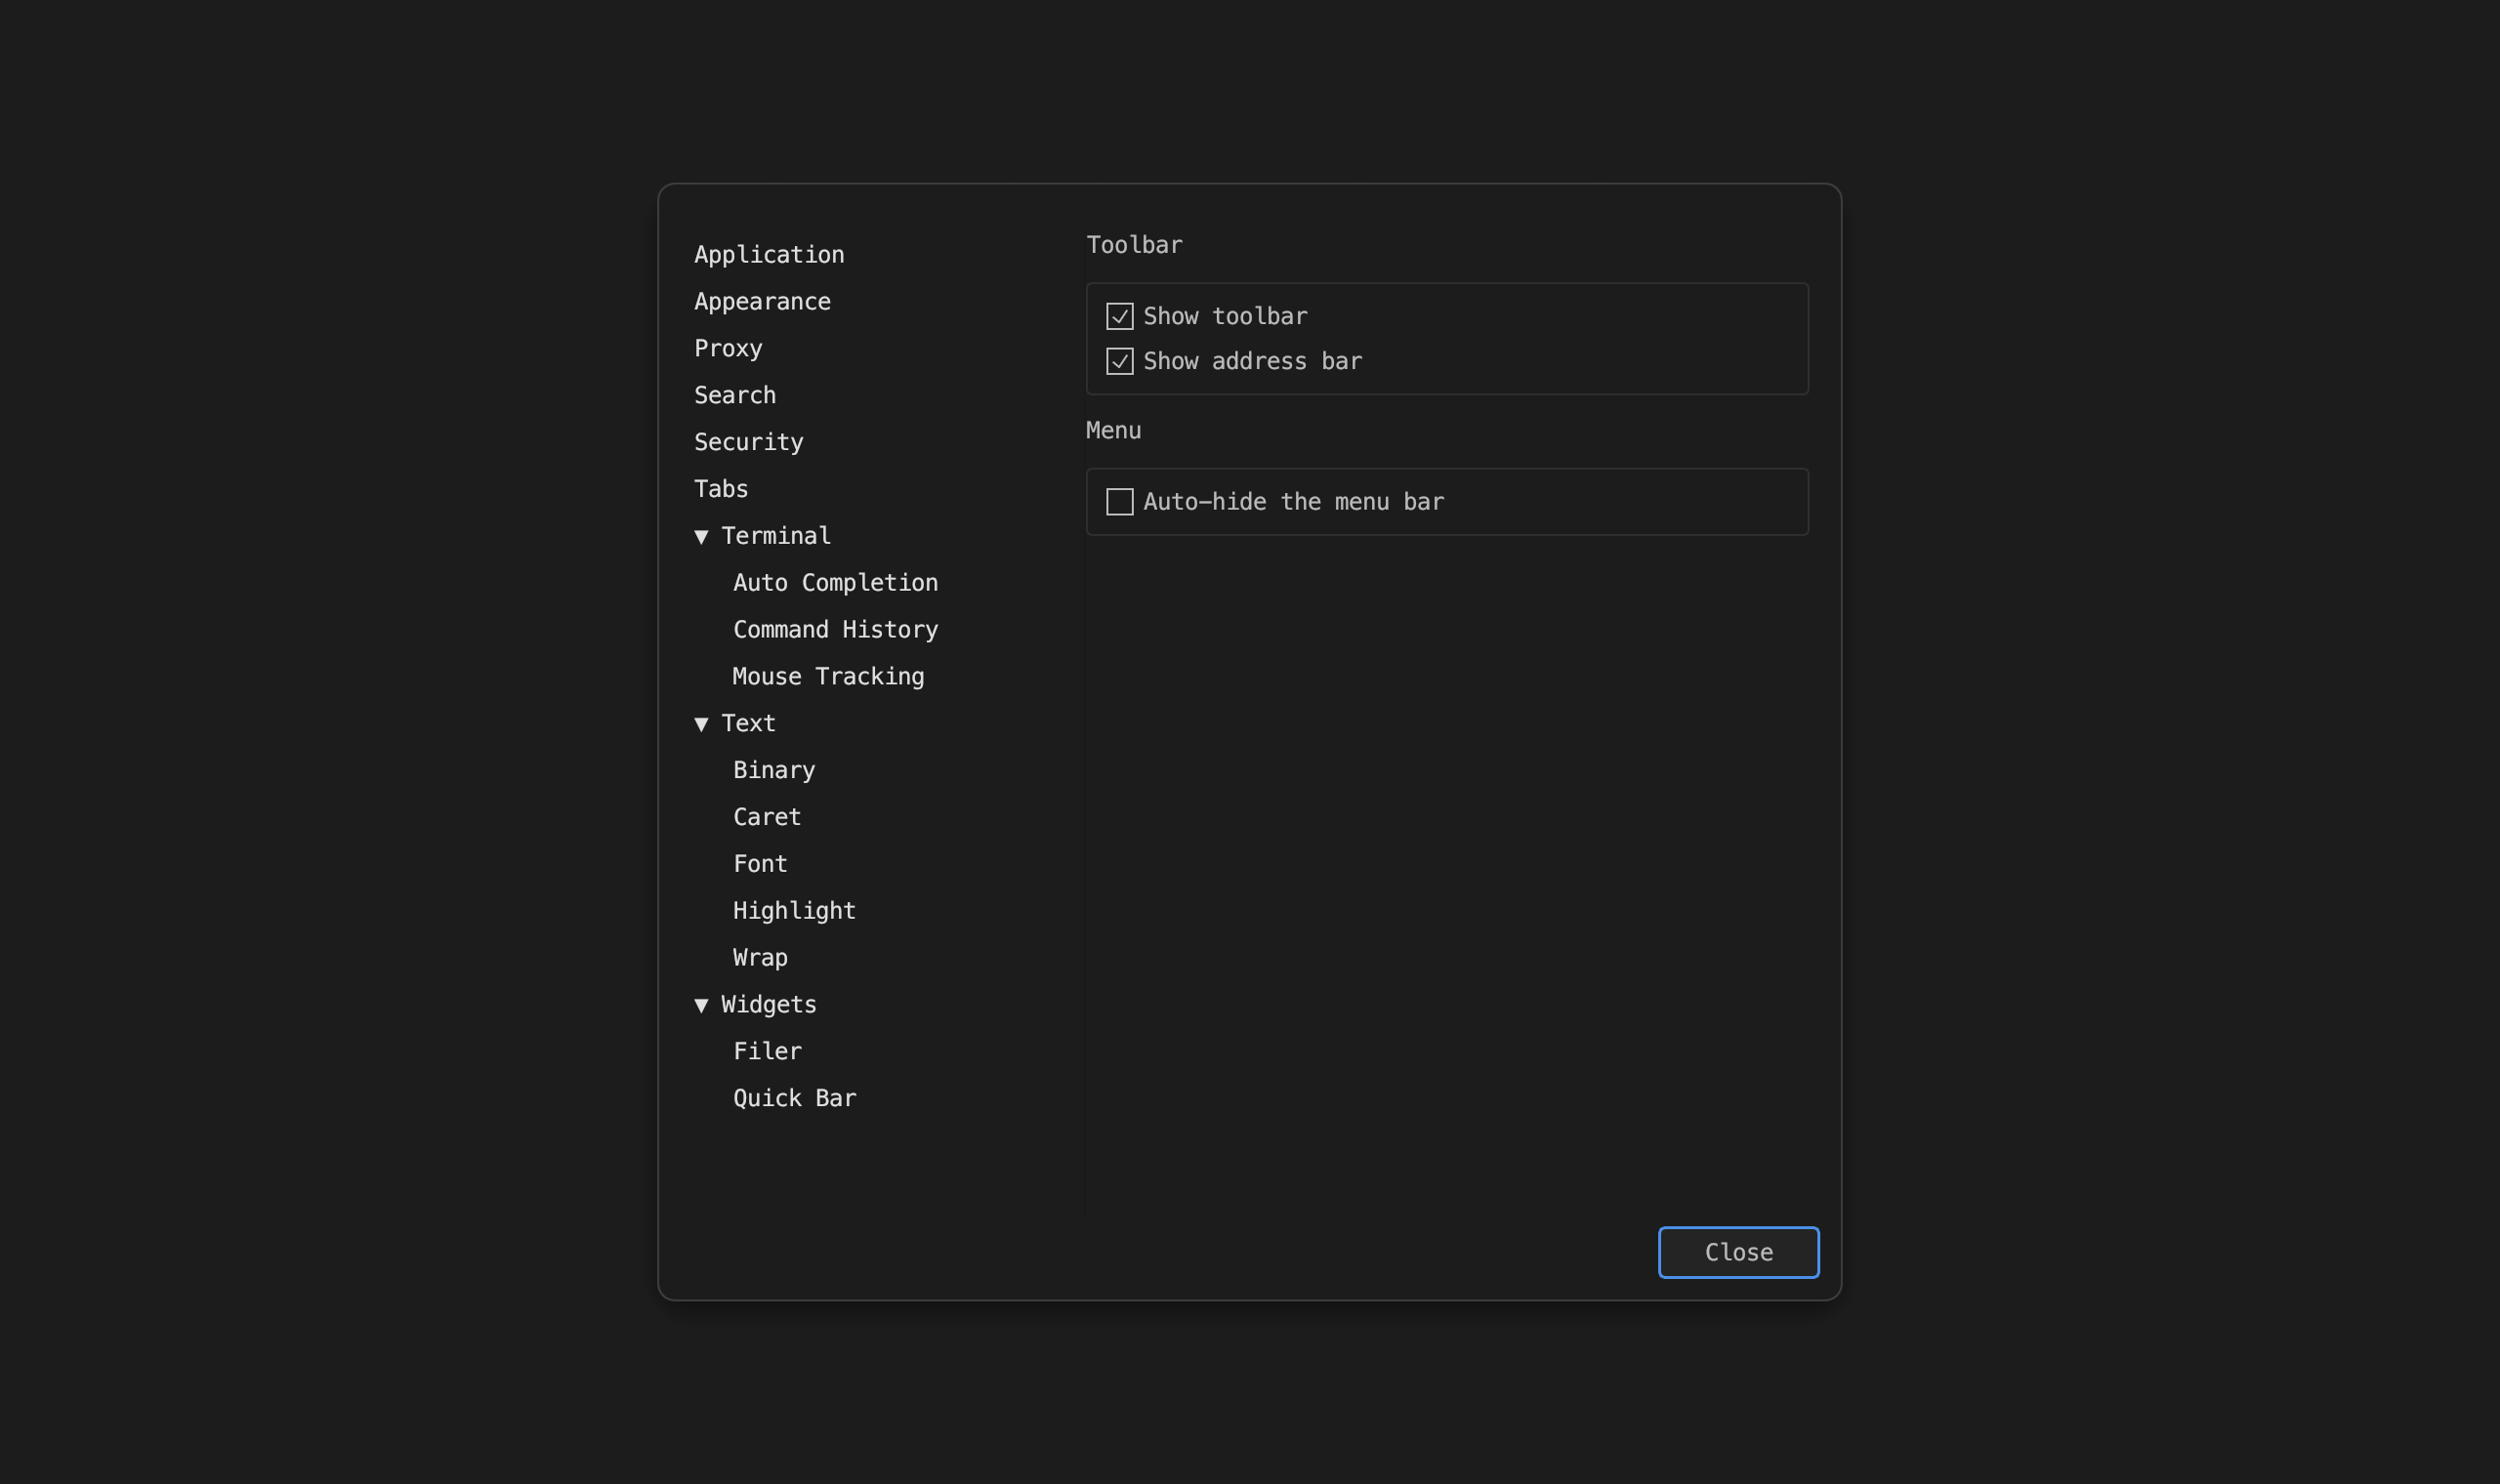 Application
Appearance
Proxy
Search
Security
Tabs
▼ Terminal
Auto Completion
Command History
Mouse Tracking
▼ Text
Binary
Caret
Font
Highlight
Wrap
▼ Widgets
Filer
Quick Bar
Toolbar
Show toolbar
Show address bar
Menu
Auto-hide the menu bar
Close